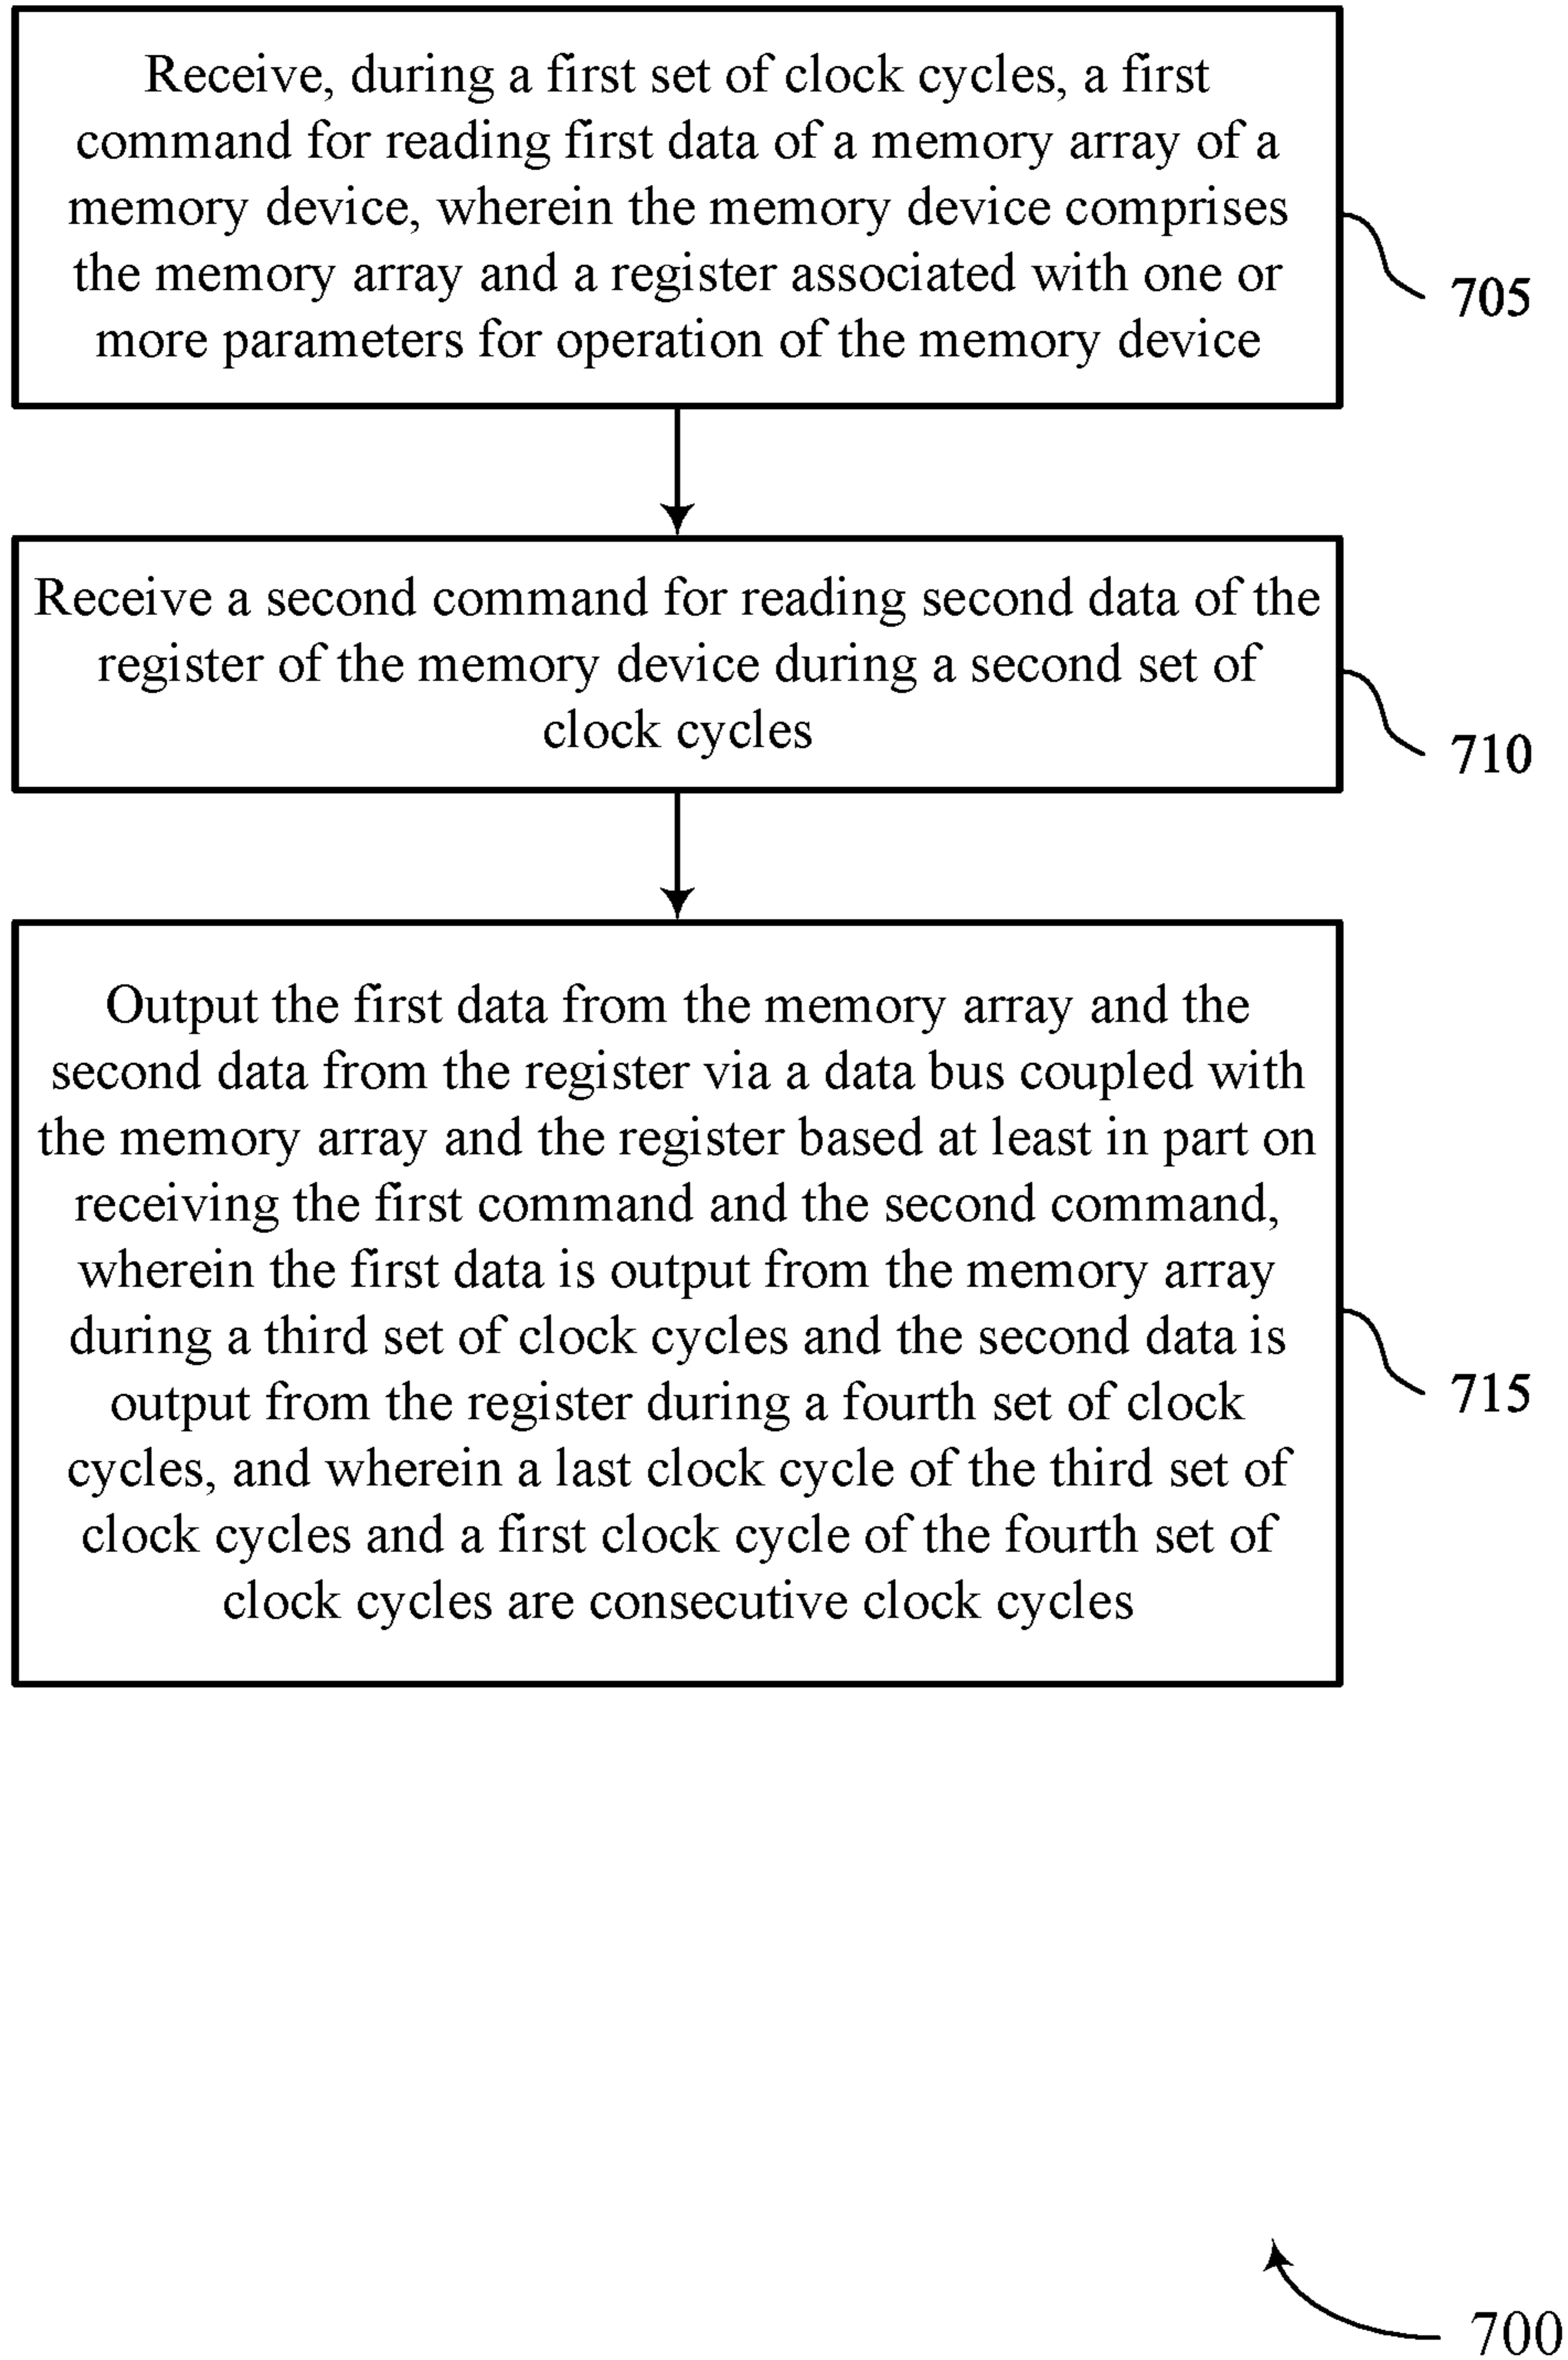 Receive, during a first set of clock cycles, a first
command for reading first data of a memory array of a
memory device, wherein the memory device comprises
the memory array and a register associated with one or
more parameters for operation of the memory device
705
Receive a second command for reading second data of the
register of the memory device during a second set of
clock cycles
710
Output the first data from the memory array and the
second data from the register via a data bus coupled with
the memory array and the register based at least in part on
receiving the first command and the second command,
wherein the first data is output from the memory array
during a third set of clock cycles and the second data is
output from the register during a fourth set of clock
cycles, and wherein a last clock cycle of the third set of
clock cycles and a first clock cycle of the fourth set of
clock cycles are consecutive clock cycles
715
700